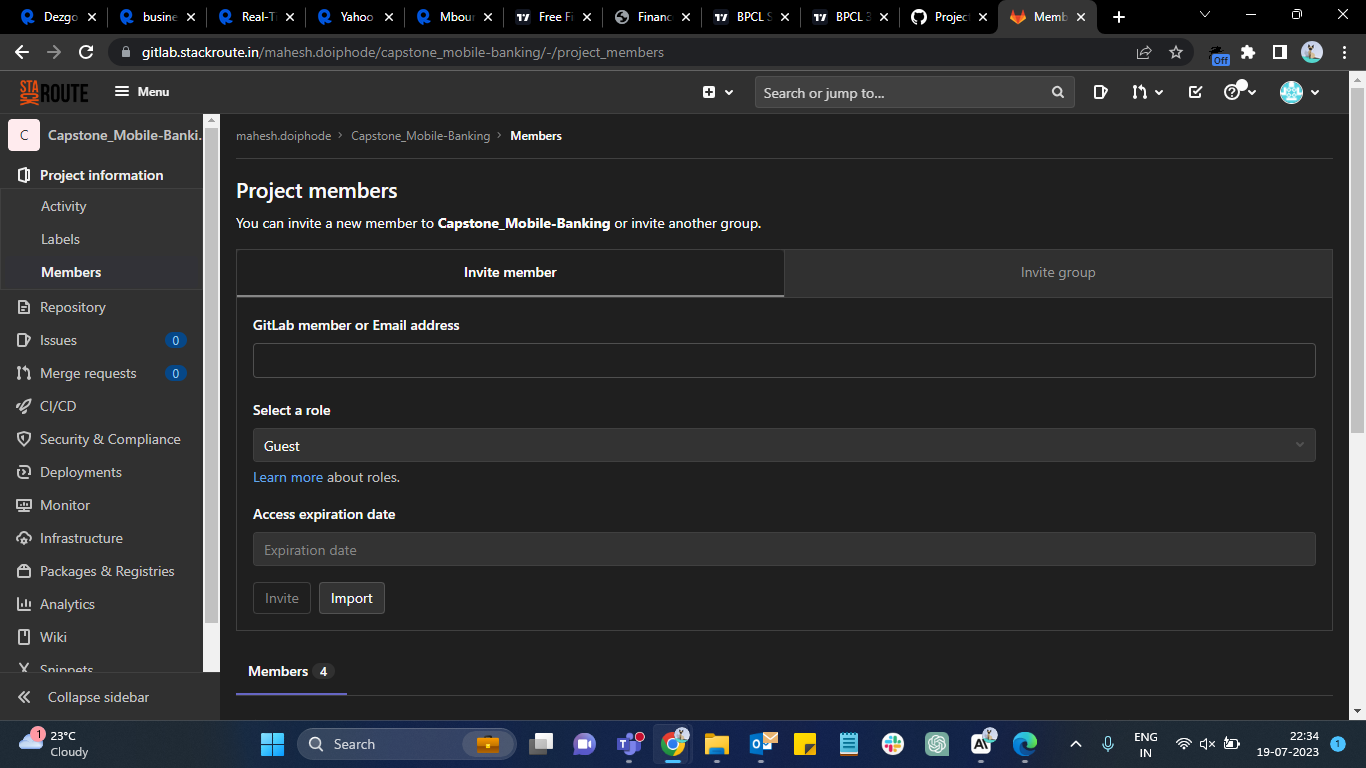 Dezgo
busine
Real-Ti
Yahoo
Mbour
Free Fi
Financ
BPCL S
BPCL 3
Project
Memb
gitlab.stackroute.in/mahesh.doiphode/capstone_mobile-banking/-/project_members
Off
STACKROUTE
Menu
Search or jump to...
C
Capstone_Mobile-Banki...
Project information
Activity
Labels
Members
Repository
Issues
0
Merge requests
0
CI/CD
Security & Compliance
Deployments
Monitor
Infrastructure
Packages & Registries
Analytics
Wiki
Snippets
Collapse sidebar
mahesh.doiphode > Capstone_Mobile-Banking > Members
Project members
You can invite a new member to Capstone_Mobile-Banking or invite another group.
Invite member
Invite group
GitLab member or Email address
Select a role
Guest
Learn more about roles.
Access expiration date
Expiration date
Invite
Import
Members 4
1
23°C
Cloudy
Search
ENG
IN
22:34
19-07-2023
1